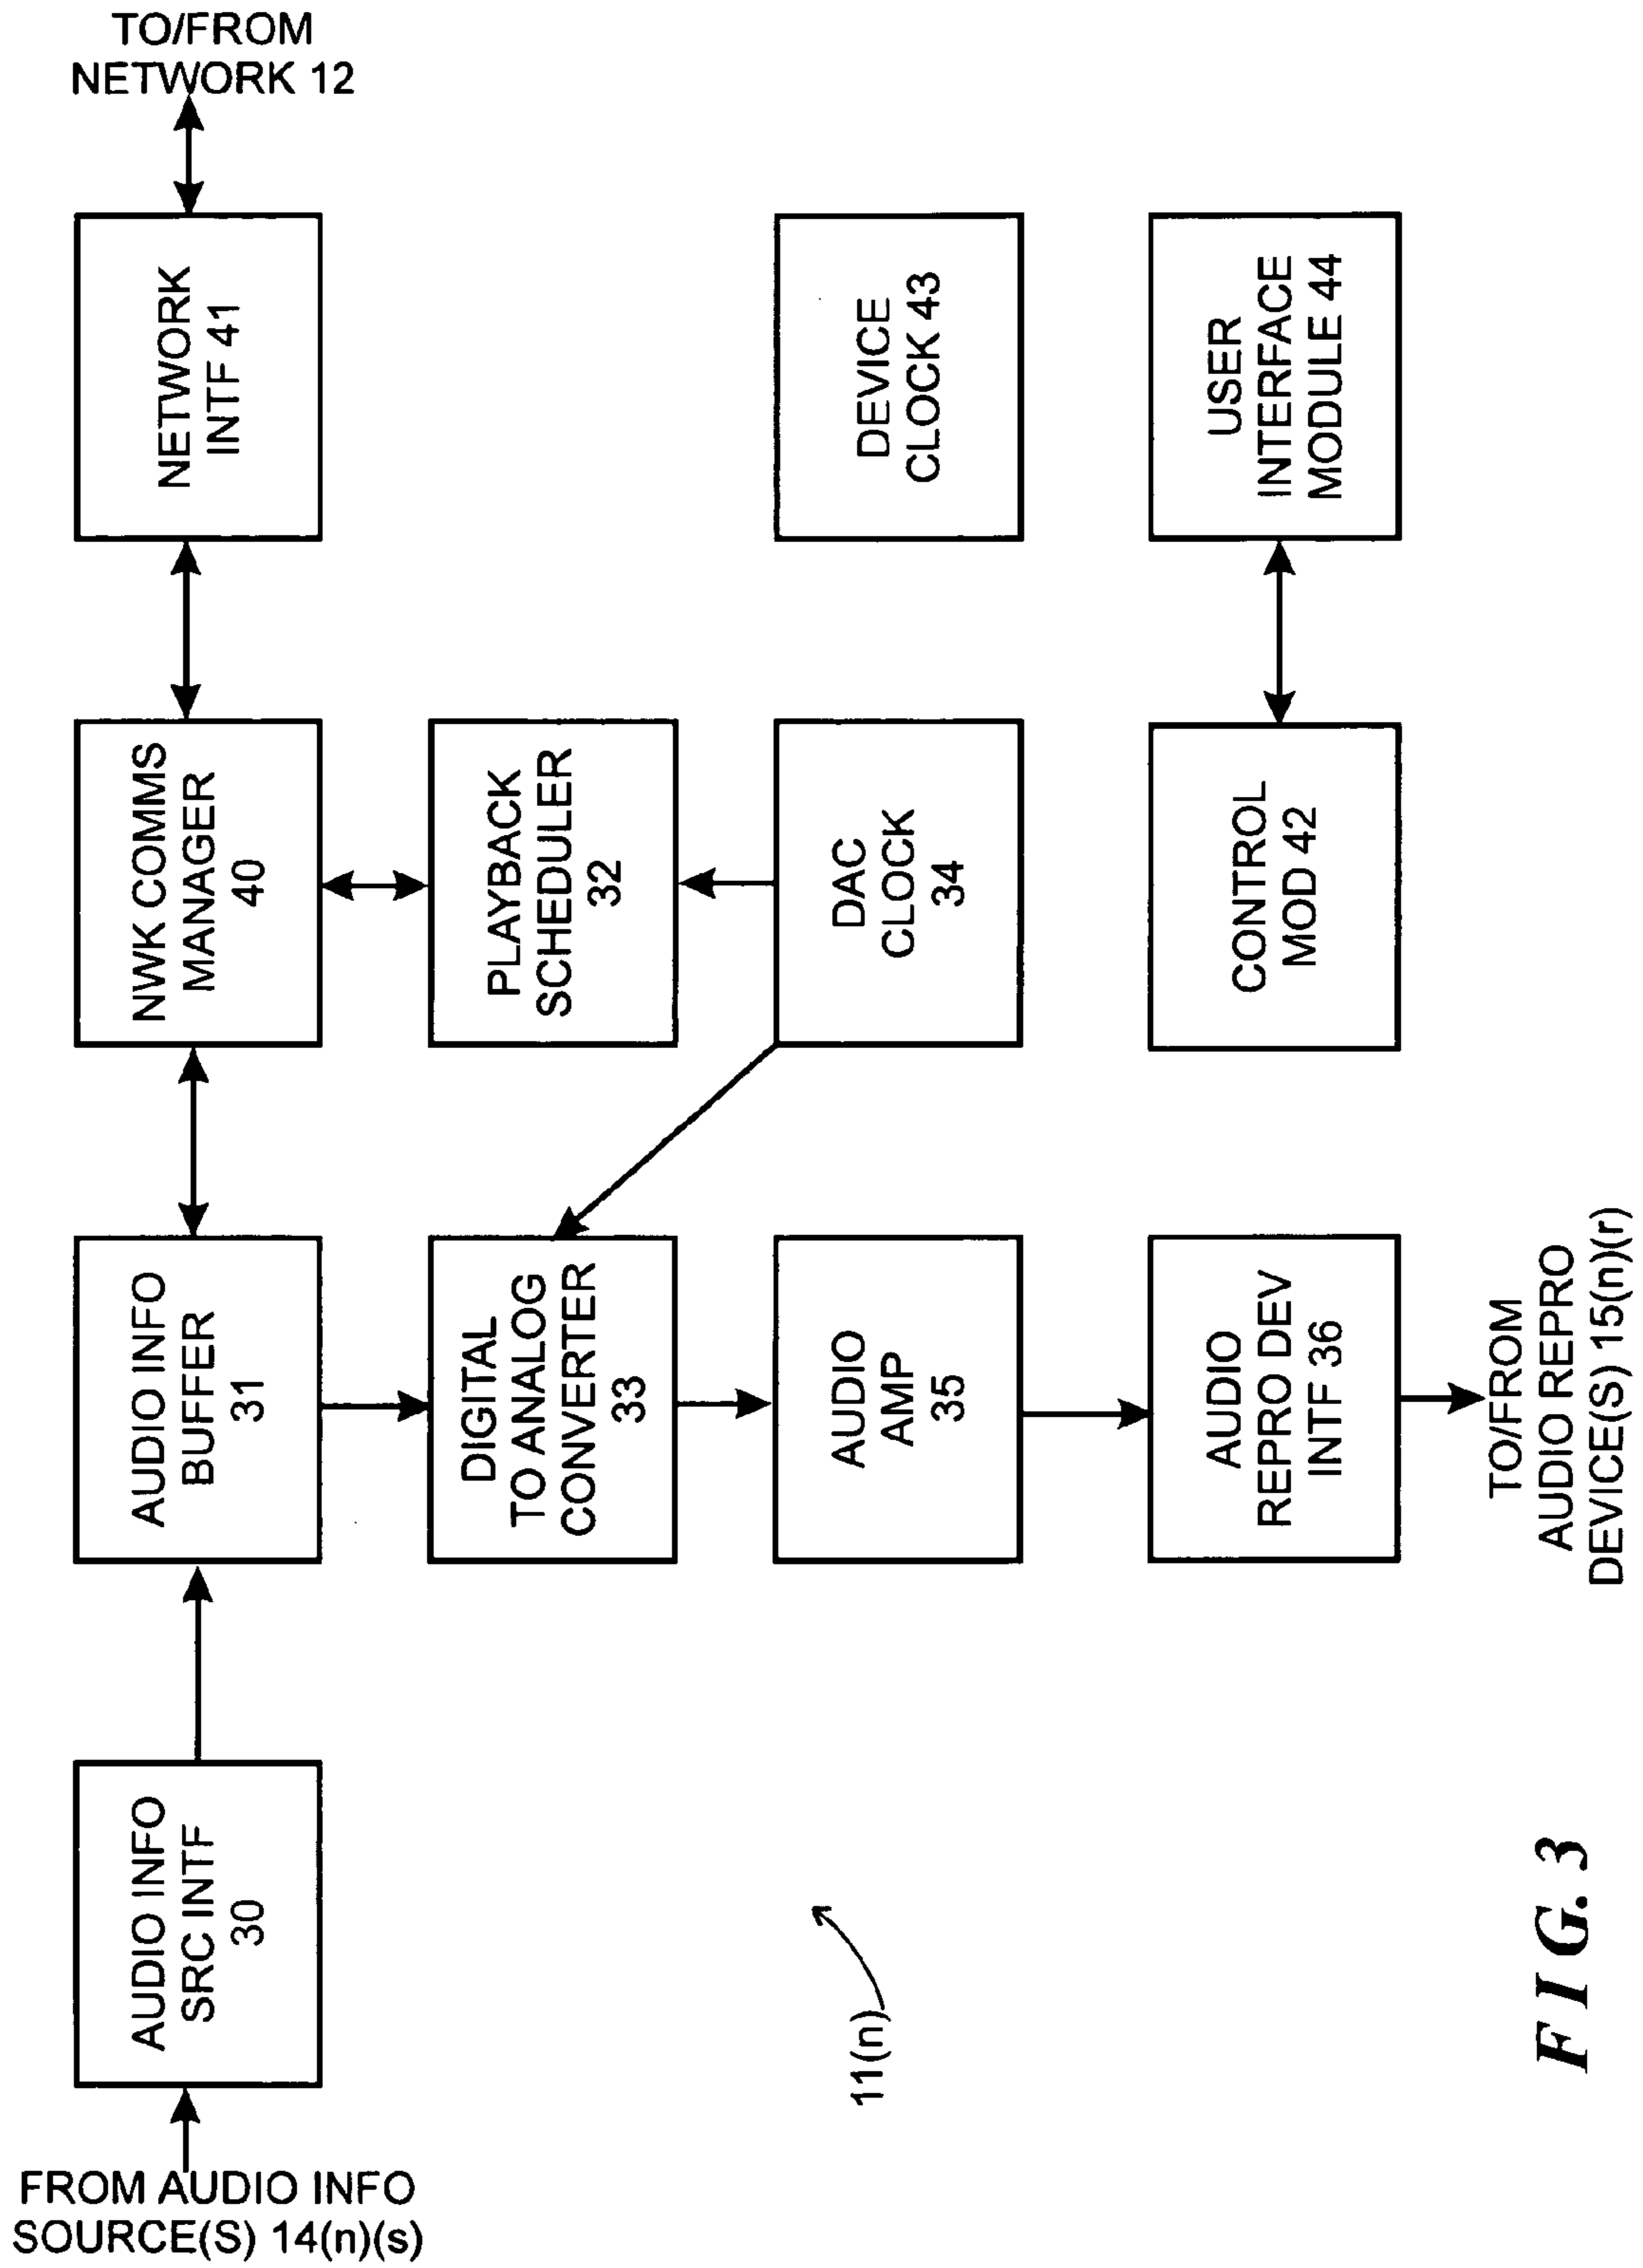 FROM AUDIO INFO
SOURCE(S) 14(n)(s)
AUDIO INFO
SRC INTF
30
AUDIO INFO
BUFFER
31
NWK COMMS
MANAGER
40
NETWORK
INTF 41
TO/FROM
NETWORK 12
DIGITAL
TO ANALOG
CONVERTER
33
PLAYBACK
SCHEDULER
32
AUDIO
AMP
35
DAC
CLOCK
34
DEVICE
CLOCK 43
11(n)
AUDIO
REPRO DEV
INTF 36
CONTROL
MOD 42
USER
INTERFACE
MODULE 44
TO/FROM
AUDIO REPRO
DEVICE(S) 15(n)(r)
FIG. 3